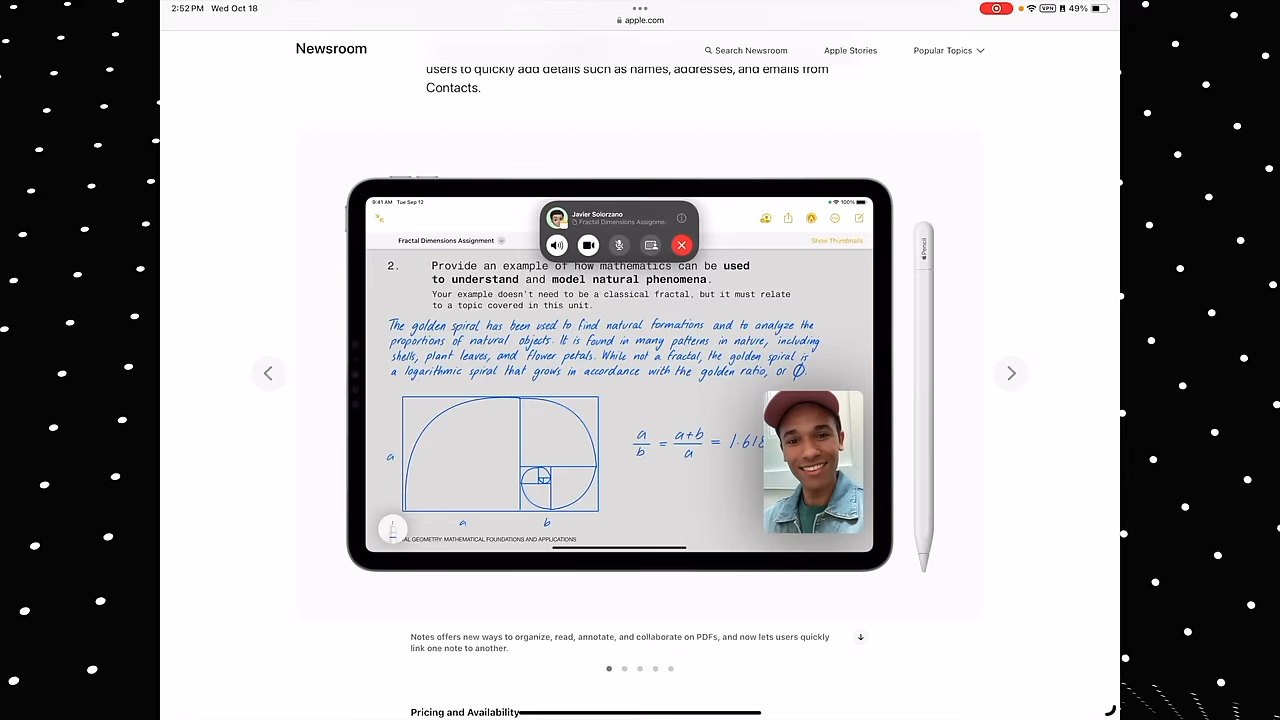 2:52 PM Wed Oct 18
VPN 49%
apple.com
Newsroom
Search Newsroom
Apple Stories
Popular Topics
users to quickly add details such as names, addresses, and emails from
Contacts.
9:41 AM Tue Sep 12
100%
Javier Solorzano
Fractal Dimensions Assignme
Fractal Dimensions Assignment
Show Thumbnails
2. Provide an example of how mathematics can be used
to understand and model natural phenomena.
Your example doesn't need to be a classical fractal, but it must relate
to a topic covered in this unit.
The golden spiral has been used to find natural formations and to analyze the
proportions of natural objects. It is found in many patterns in nature, including
shells, plant leaves, and flower petals. While not a fractal, the golden spiral is
a logarithmic spiral that grows in accordance with the golden ratio, or Ø.
a
a/b = a+b/a = 1.618
a b
AL GEOMETRY: MATHEMATICAL FOUNDATIONS AND APPLICATIONS
Pencil
Notes offers new ways to organize, read, annotate, and collaborate on PDFs, and now lets users quickly
link one note to another.
Pricing and Availability